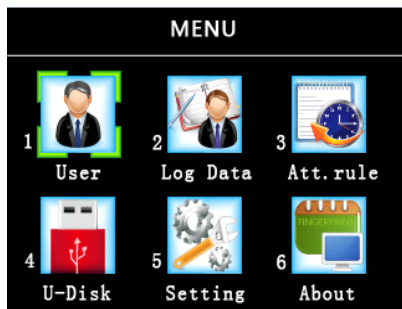 MENU
1 User
2 Log Data
3 Att.rule
4 U-Disk
5 Setting
FINGERPRINT
6 About